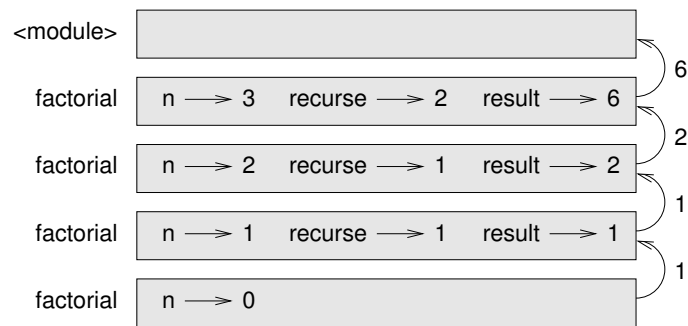 <module>
6
factorial n 3 recurse 2 result 6
2
factorial n 2 recurse 1 result 2
1
factorial n 1 recurse 1 result 1
1
factorial n 0